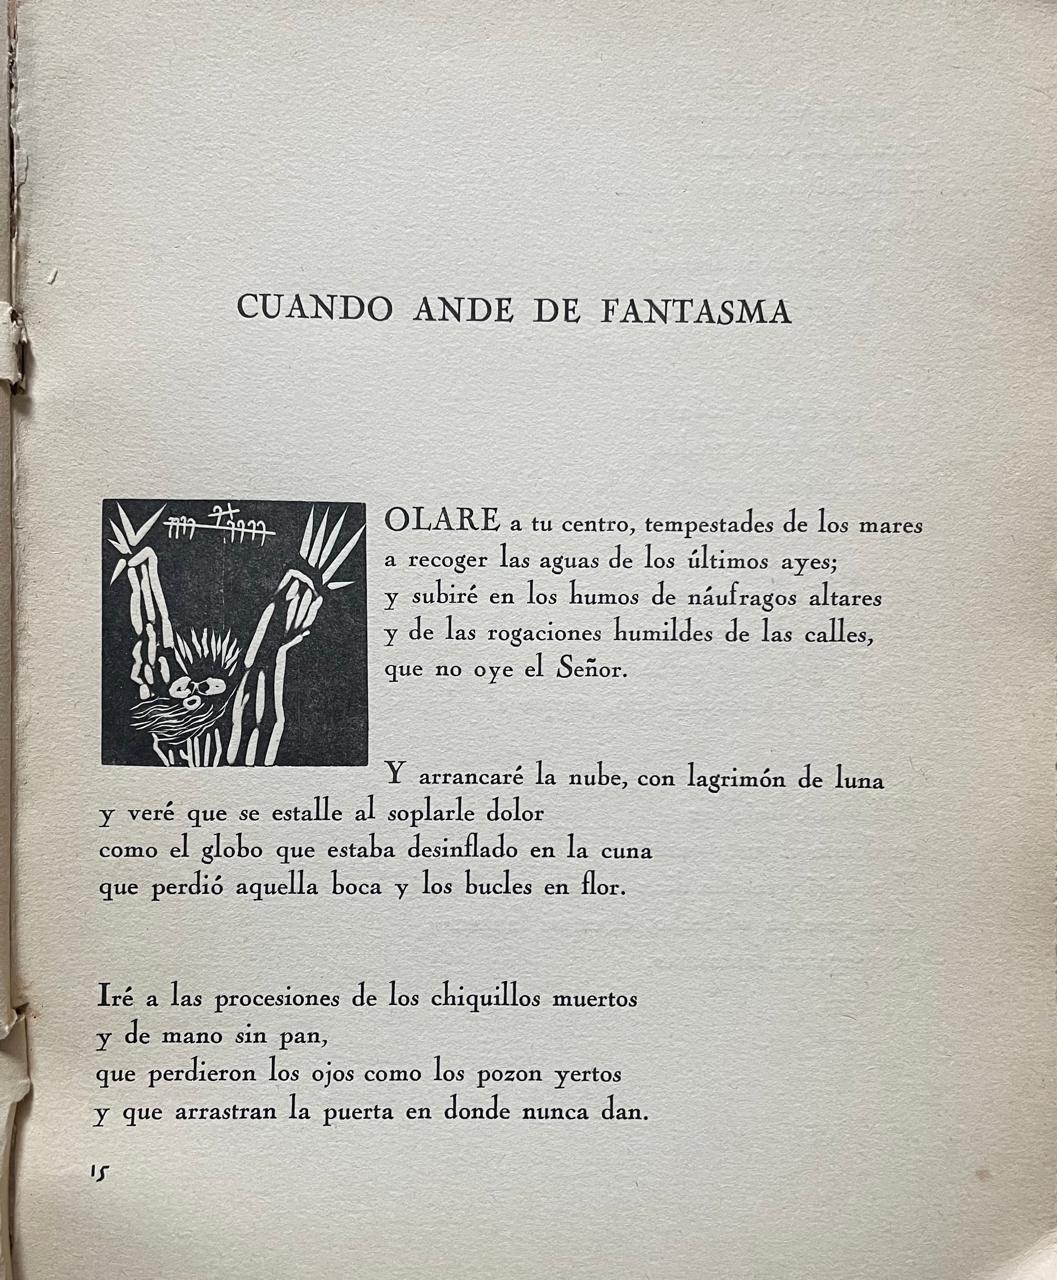 CUANDO ANDE DE FANTASMA
OLARE a tu centro, tempestades de los mares
a recoger las aguas de los últimos ayes;
y subiré en los humos de náufragos altares
y de las rogaciones humildes de las calles,
que no oye el Señor.
Y arrancaré la nube, con lagrimón de luna
y veré que se estalle al soplarle dolor
como el globo que estaba desinflado en la cuna
que perdió aquella boca y los bucles en flor.
Iré a las procesiones de los chiquillos muertos
y de mano sin pan,
que perdieron los ojos como los pozon yertos
y que arrastran la puerta en donde nunca dan.
15